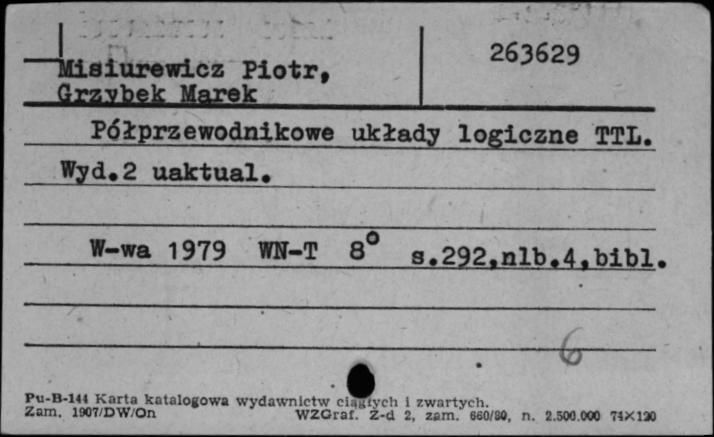 263629
Misiurewicz Piotr,
Grzybek Marek
Półprzewodnikowe układy logiczne TTL.
Wyd.2 uaktual.
W-wa 1979 WN-T 8° s.292,nlb.4,bibl.
6
Pu-B-144 Karta katalogowa wydawnictw ciągłych i zwartych.
Zam. 1907/DW/On WZGraf. Z-d 2, zam. 660/80, n. 2.500.000 74×120